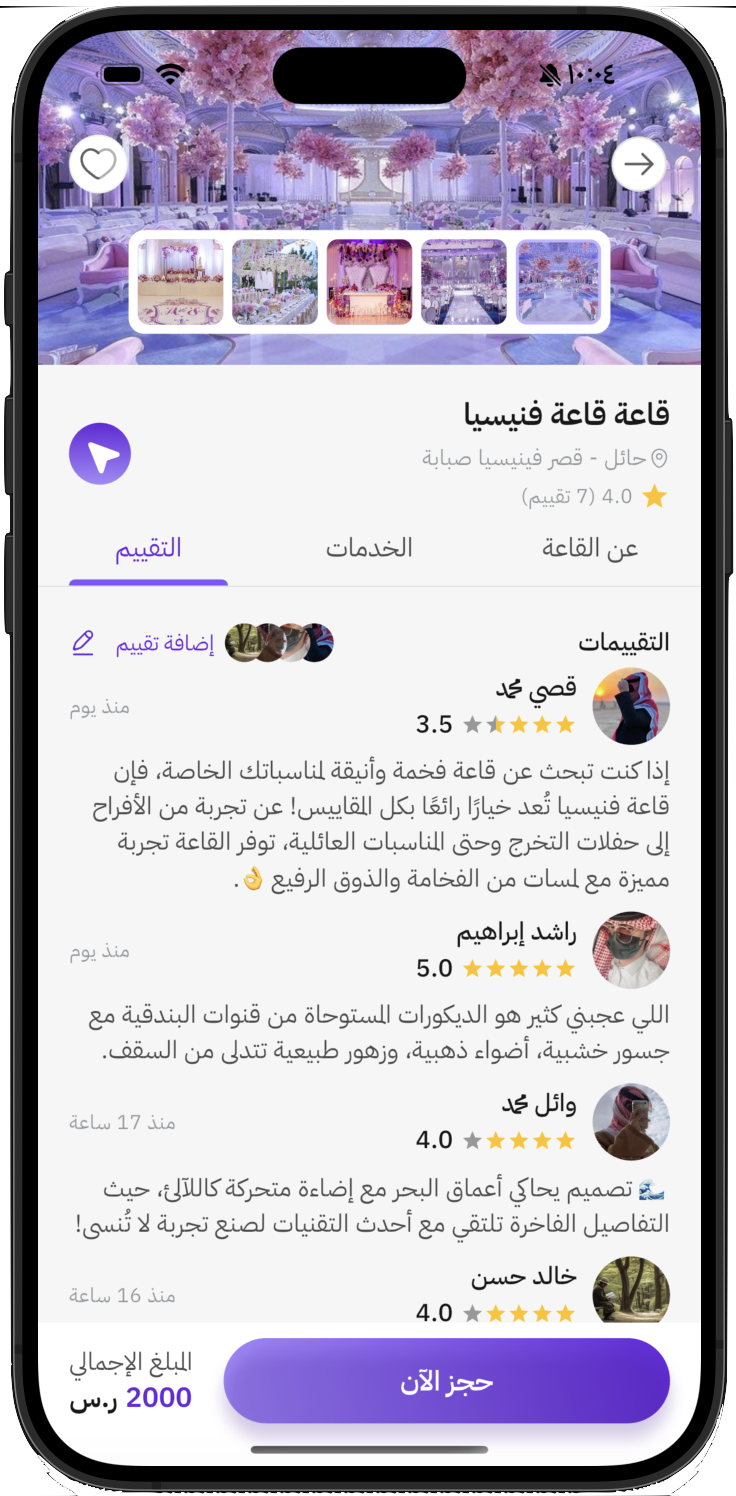 ١٠:٠٤
قاعة قاعة فنيسيا
حائل - قصر فينيسيا صبابة
4.0 (7 تقييم)
عن القاعة
الخدمات
التقييم
التقييمات
إضافة تقييم
قصي محمد
منذ يوم
3.5
إذا كنت تبحث عن قاعة فخمة وأنيقة لمناسباتك الخاصة، فإن
قاعة فنيسيا تُعد خيارًا رائعًا بكل المقاييس! عن تجربة من الأفراح
إلى حفلات التخرج وحتى المناسبات العائلية، توفر القاعة تجربة
مميزة مع لمسات من الفخامة والذوق الرفيع 👌.
راشد إبراهيم
منذ يوم
5.0
اللي عجبني كثير هو الديكورات المستوحاة من قنوات البندقية مع
جسور خشبية، أضواء ذهبية، وزهور طبيعية تتدلى من السقف.
وائل محمد
منذ 17 ساعة
4.0
🌊 تصميم يحاكي أعماق البحر مع إضاءة متحركة كاللآلئ، حيث
التفاصيل الفاخرة تلتقي مع أحدث التقنيات لصنع تجربة لا تُنسى!
خالد حسن
منذ 16 ساعة
4.0
حجز الآن
المبلغ الإجمالي
2000 ر.س